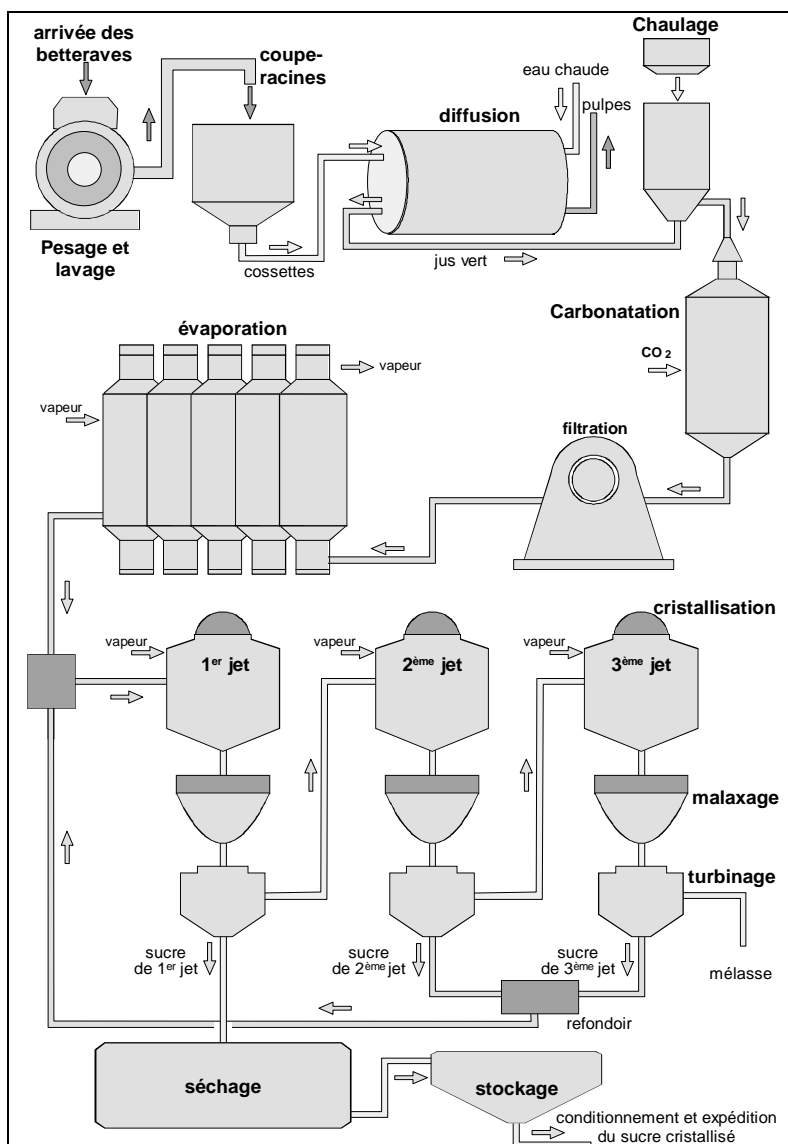 arrivée des
betteraves
coupe-
racines
Chaulage
eau chaude
pulpes
diffusion
Pesage et
lavage
cossettes
jus vert
Carbonatation
évaporation
CO 2
vapeur
vapeur
filtration
cristallisation
vapeur
1er jet
vapeur
2ème jet
vapeur
3ème jet
malaxage
turbinage
sucre
de 1er jet
sucre
de 2ème jet
sucre
de 3ème jet
mélasse
refondoir
séchage
stockage
conditionnement et expédition
du sucre cristallisé